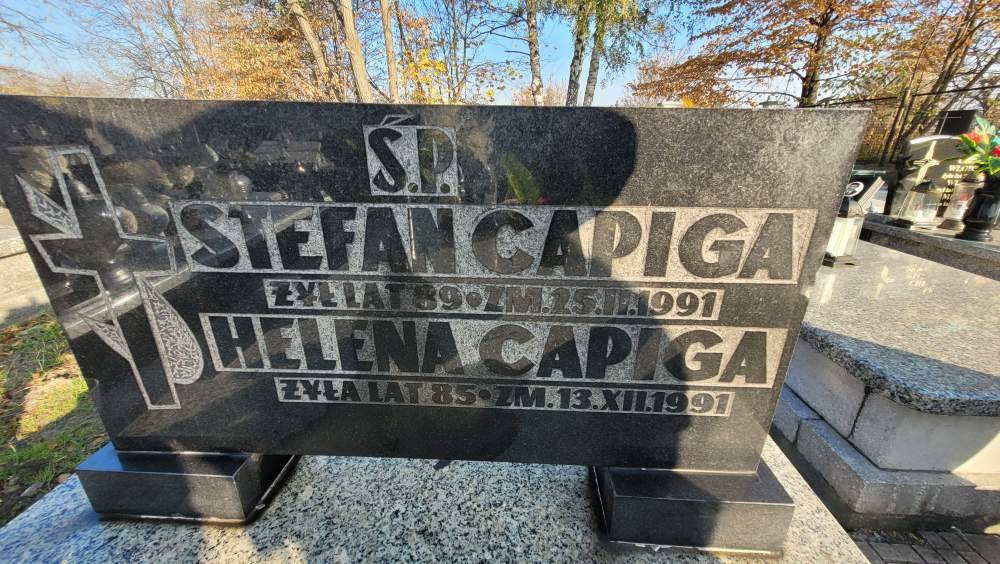 Ś.P.
STEFAN CAPIGA
ŻYŁ LAT 89 • ZM. 25.II.1991
HELENA CAPIGA
ŻYŁA LAT 85 • ZM. 13.XII.1991